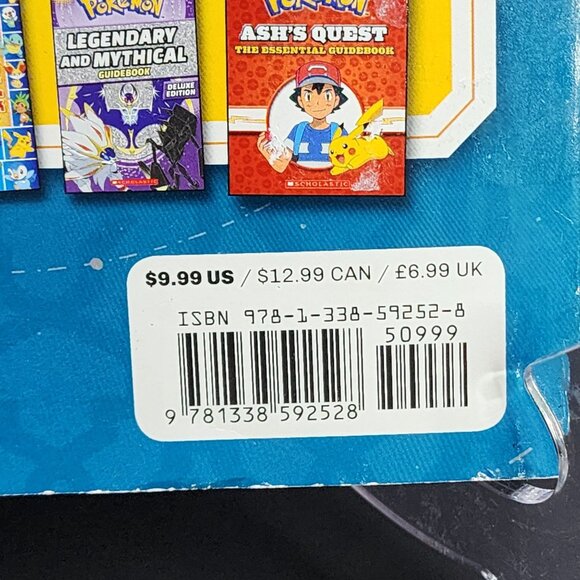 POKÉMON
LEGENDARY
AND MYTHICAL
GUIDEBOOK
DELUXE
EDITION
SCHOLASTIC
POKÉMON
ASH'S QUEST
THE ESSENTIAL GUIDEBOOK
SCHOLASTIC
$9.99 US / $12.99 CAN / £6.99 UK
ISBN 978-1-338-59252-8
50999
9 781338 592528